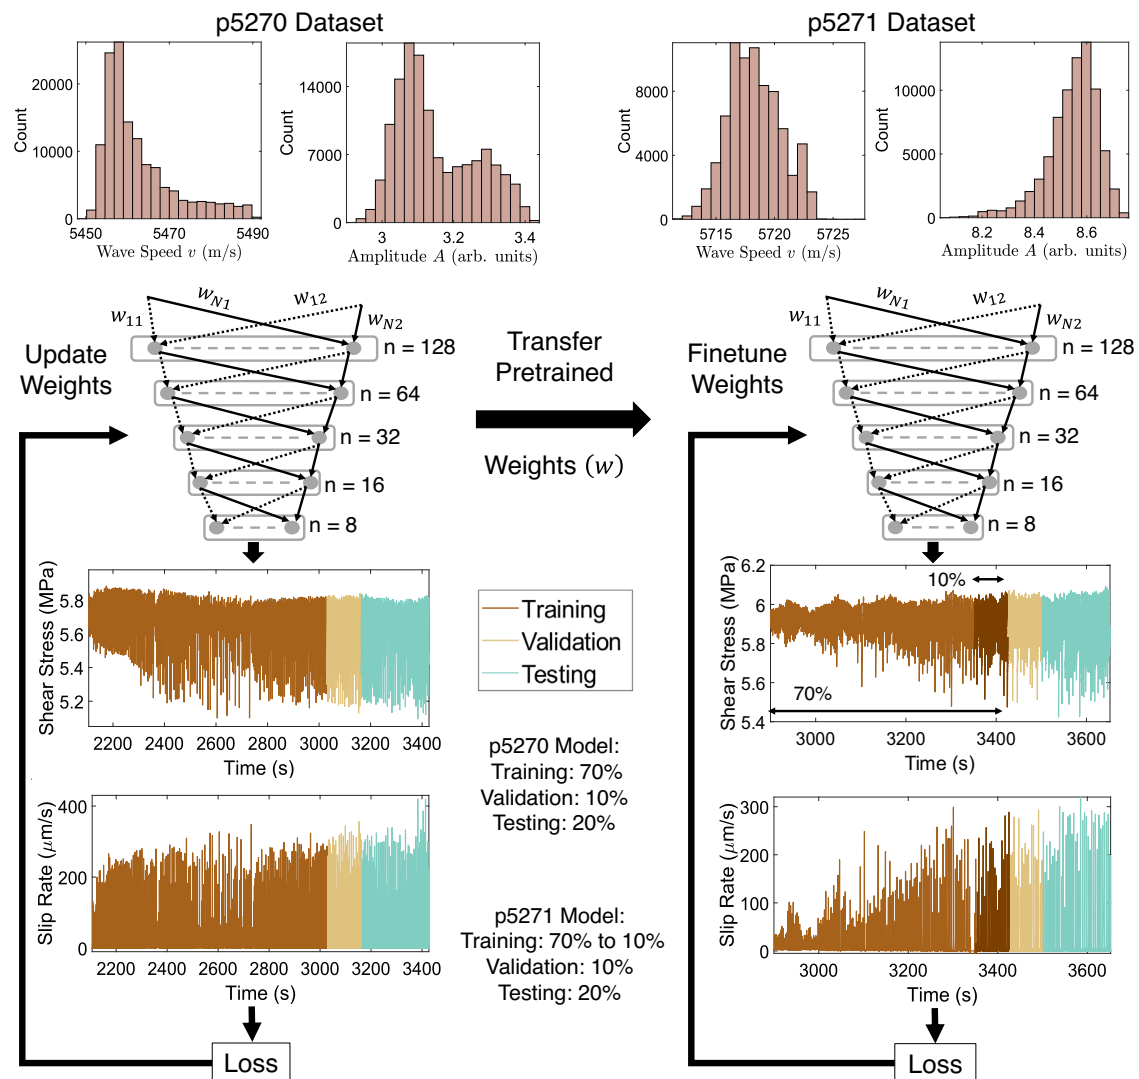 p5270 Dataset
p5271 Dataset
Count
20000
10000
0
5450
5470
5490
Wave Speed v (m/s)
Count
14000
7000
0
3
3.2
3.4
Amplitude A (arb. units)
Count
8000
4000
0
5715
5720
5725
Wave Speed v (m/s)
Count
10000
5000
0
8.2
8.4
8.6
Amplitude A (arb. units)
Update
Weights
w11
wN1
w12
wN2
n = 128
n = 64
n = 32
n = 16
n = 8
Transfer
Pretrained
Weights (w)
Finetune
Weights
w11
wN1
w12
wN2
n = 128
n = 64
n = 32
n = 16
n = 8
Shear Stress (MPa)
5.8
5.6
5.4
5.2
2200
2400
2600
2800
3000
3200
3400
Time (s)
Training
Validation
Testing
Shear Stress (MPa)
6.2
6
5.8
5.6
5.4
10%
70%
3000
3200
3400
3600
Time (s)
p5270 Model:
Training: 70%
Validation: 10%
Testing: 20%
p5271 Model:
Training: 70% to 10%
Validation: 10%
Testing: 20%
Slip Rate (μm/s)
400
200
0
2200
2400
2600
2800
3000
3200
3400
Time (s)
Slip Rate (μm/s)
300
200
100
0
3000
3200
3400
3600
Time (s)
Loss
Loss